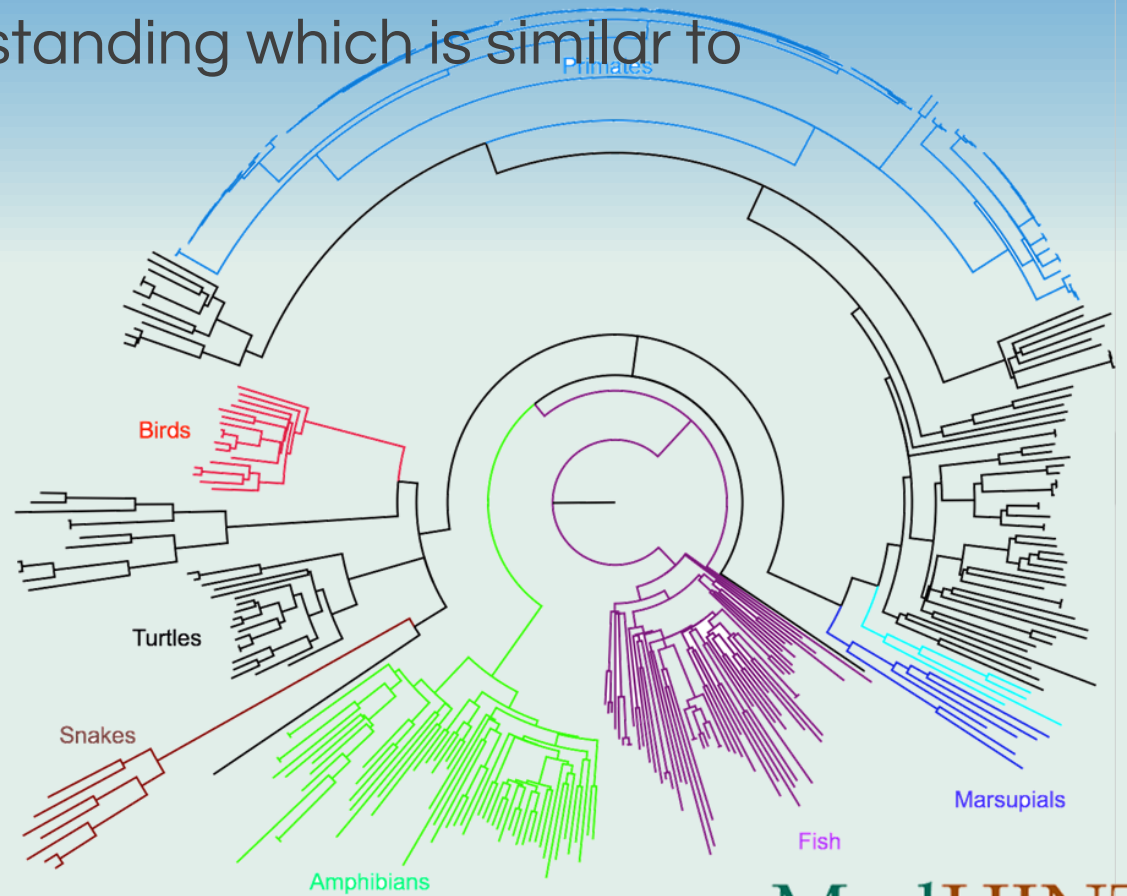 standing which is similar to
Primates
Birds
Turtles
Snakes
Marsupials
Fish
Amphibians